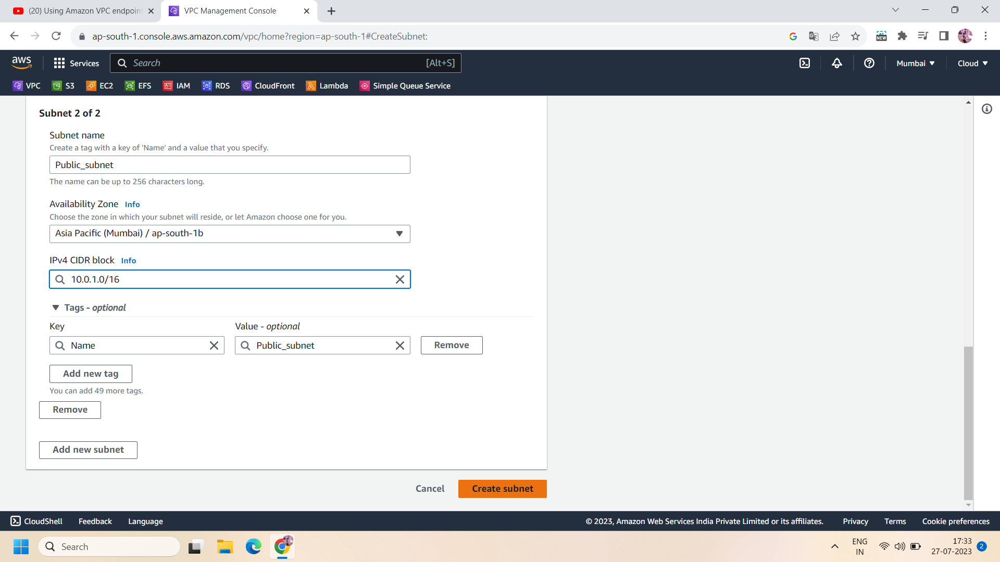 (20) Using Amazon VPC endpoin
VPC Management Console
ap-south-1.console.aws.amazon.com/vpc/home?region=ap-south-1#CreateSubnet:
NEW
aws
Services
Search
[Alt+S]
Mumbai
Cloud
VPC
S3
EC2
EFS
IAM
RDS
CloudFront
Lambda
Simple Queue Service
Subnet 2 of 2
Subnet name
Create a tag with a key of 'Name' and a value that you specify.
Public_subnet
The name can be up to 256 characters long.
Availability Zone Info
Choose the zone in which your subnet will reside, or let Amazon choose one for you.
Asia Pacific (Mumbai) / ap-south-1b
IPv4 CIDR block Info
10.0.1.0/16
Tags - optional
Key
Value - optional
Name
Public_subnet
Remove
Add new tag
You can add 49 more tags.
Remove
Add new subnet
Cancel
Create subnet
CloudShell
Feedback
Language
© 2023, Amazon Web Services India Private Limited or its affiliates.
Privacy
Terms
Cookie preferences
Search
ENG
IN
17:33
27-07-2023
2